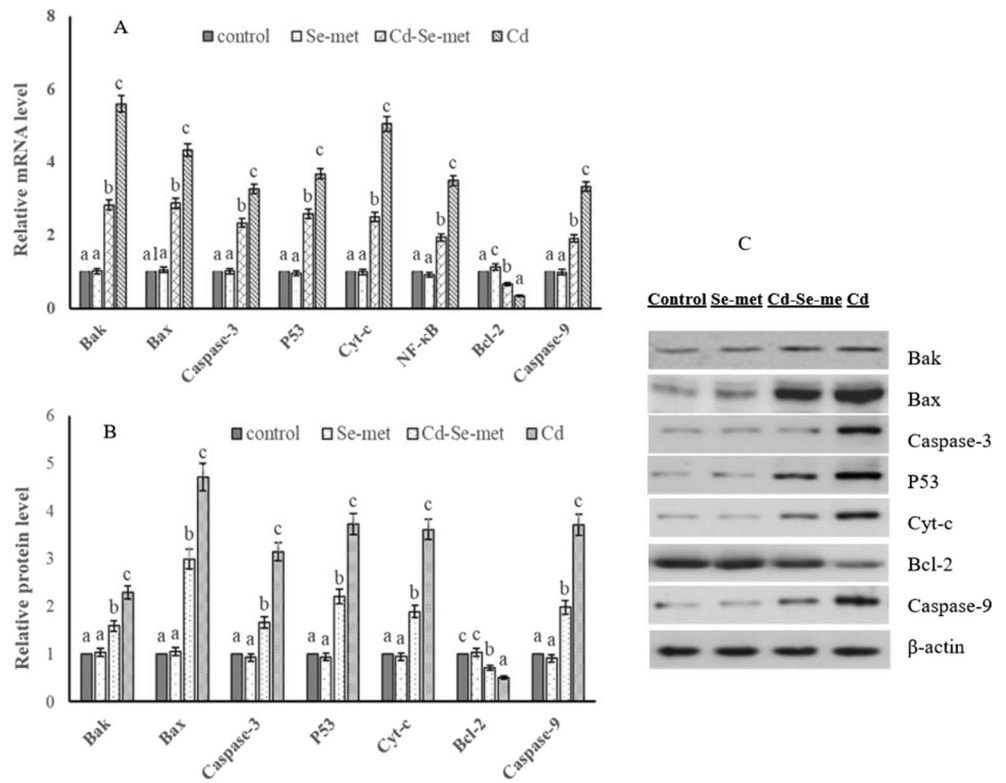 A
control Se-met Cd-Se-met Cd
Relative mRNA level
8
6
4
2
0
a a b c a1a b c a a b c a a b c a a b c a a b c a c b a a a b c
Bak Bax Caspase-3 P53 Cyt-c NF-κB Bcl-2 Caspase-9
B
control Se-met Cd-Se-met Cd
Relative protein level
6
5
4
3
2
1
0
a a b c a a b c a a b c a a b c a a b c c c b a a a b c
Bak Bax Caspase-3 P53 Cyt-c Bcl-2 Caspase-9
C
Control Se-met Cd-Se-me Cd
Bak
Bax
Caspase-3
P53
Cyt-c
Bcl-2
Caspase-9
β-actin